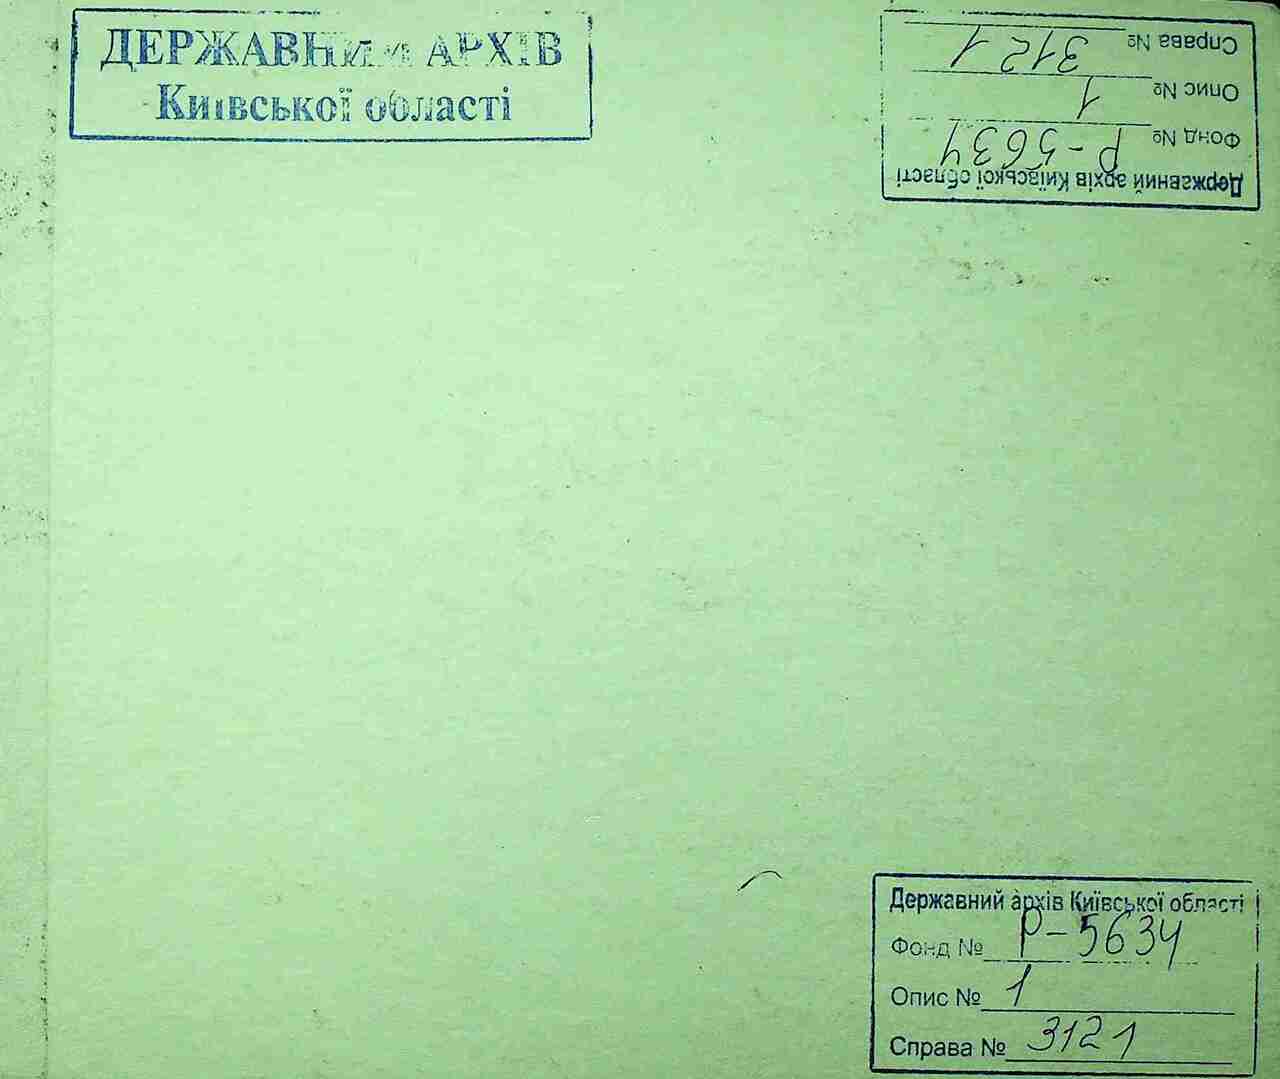 ДЕРЖАВНИЙ АРХІВ
Київської області
Державний архів Київської області
Фонд № Р-5634
Опис № 1
Справа № 3121
Державний архів Київської області
Фонд № Р-5634
Опис № 1
Справа № 3121